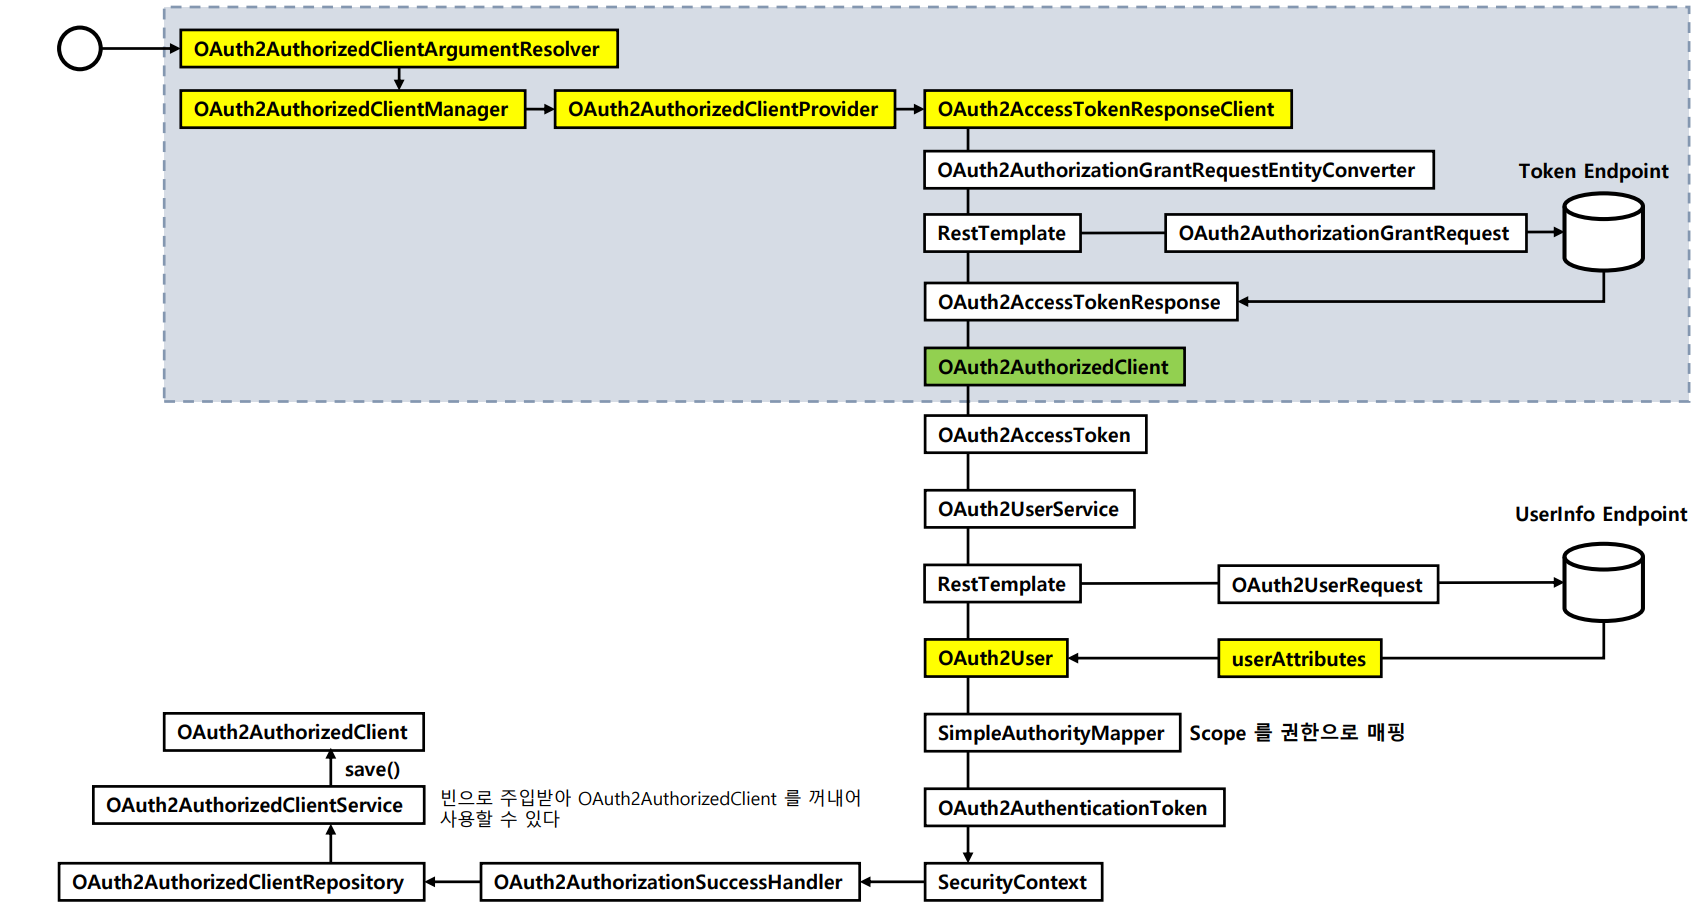 OAuth2AuthorizedClientArgumentResolver
OAuth2AuthorizedClientManager
OAuth2AuthorizedClientProvider
OAuth2AccessTokenResponseClient
OAuth2AuthorizationGrantRequestEntityConverter
Token Endpoint
RestTemplate
OAuth2AuthorizationGrantRequest
OAuth2AccessTokenResponse
OAuth2AuthorizedClient
OAuth2AccessToken
OAuth2UserService
UserInfo Endpoint
RestTemplate
OAuth2UserRequest
OAuth2User
userAttributes
OAuth2AuthorizedClient
SimpleAuthorityMapper
Scope 를 권한으로 매핑
save()
OAuth2AuthorizedClientService
빈으로 주입받아 OAuth2AuthorizedClient 를 꺼내어
사용할 수 있다
OAuth2AuthenticationToken
OAuth2AuthorizedClientRepository
OAuth2AuthorizationSuccessHandler
SecurityContext